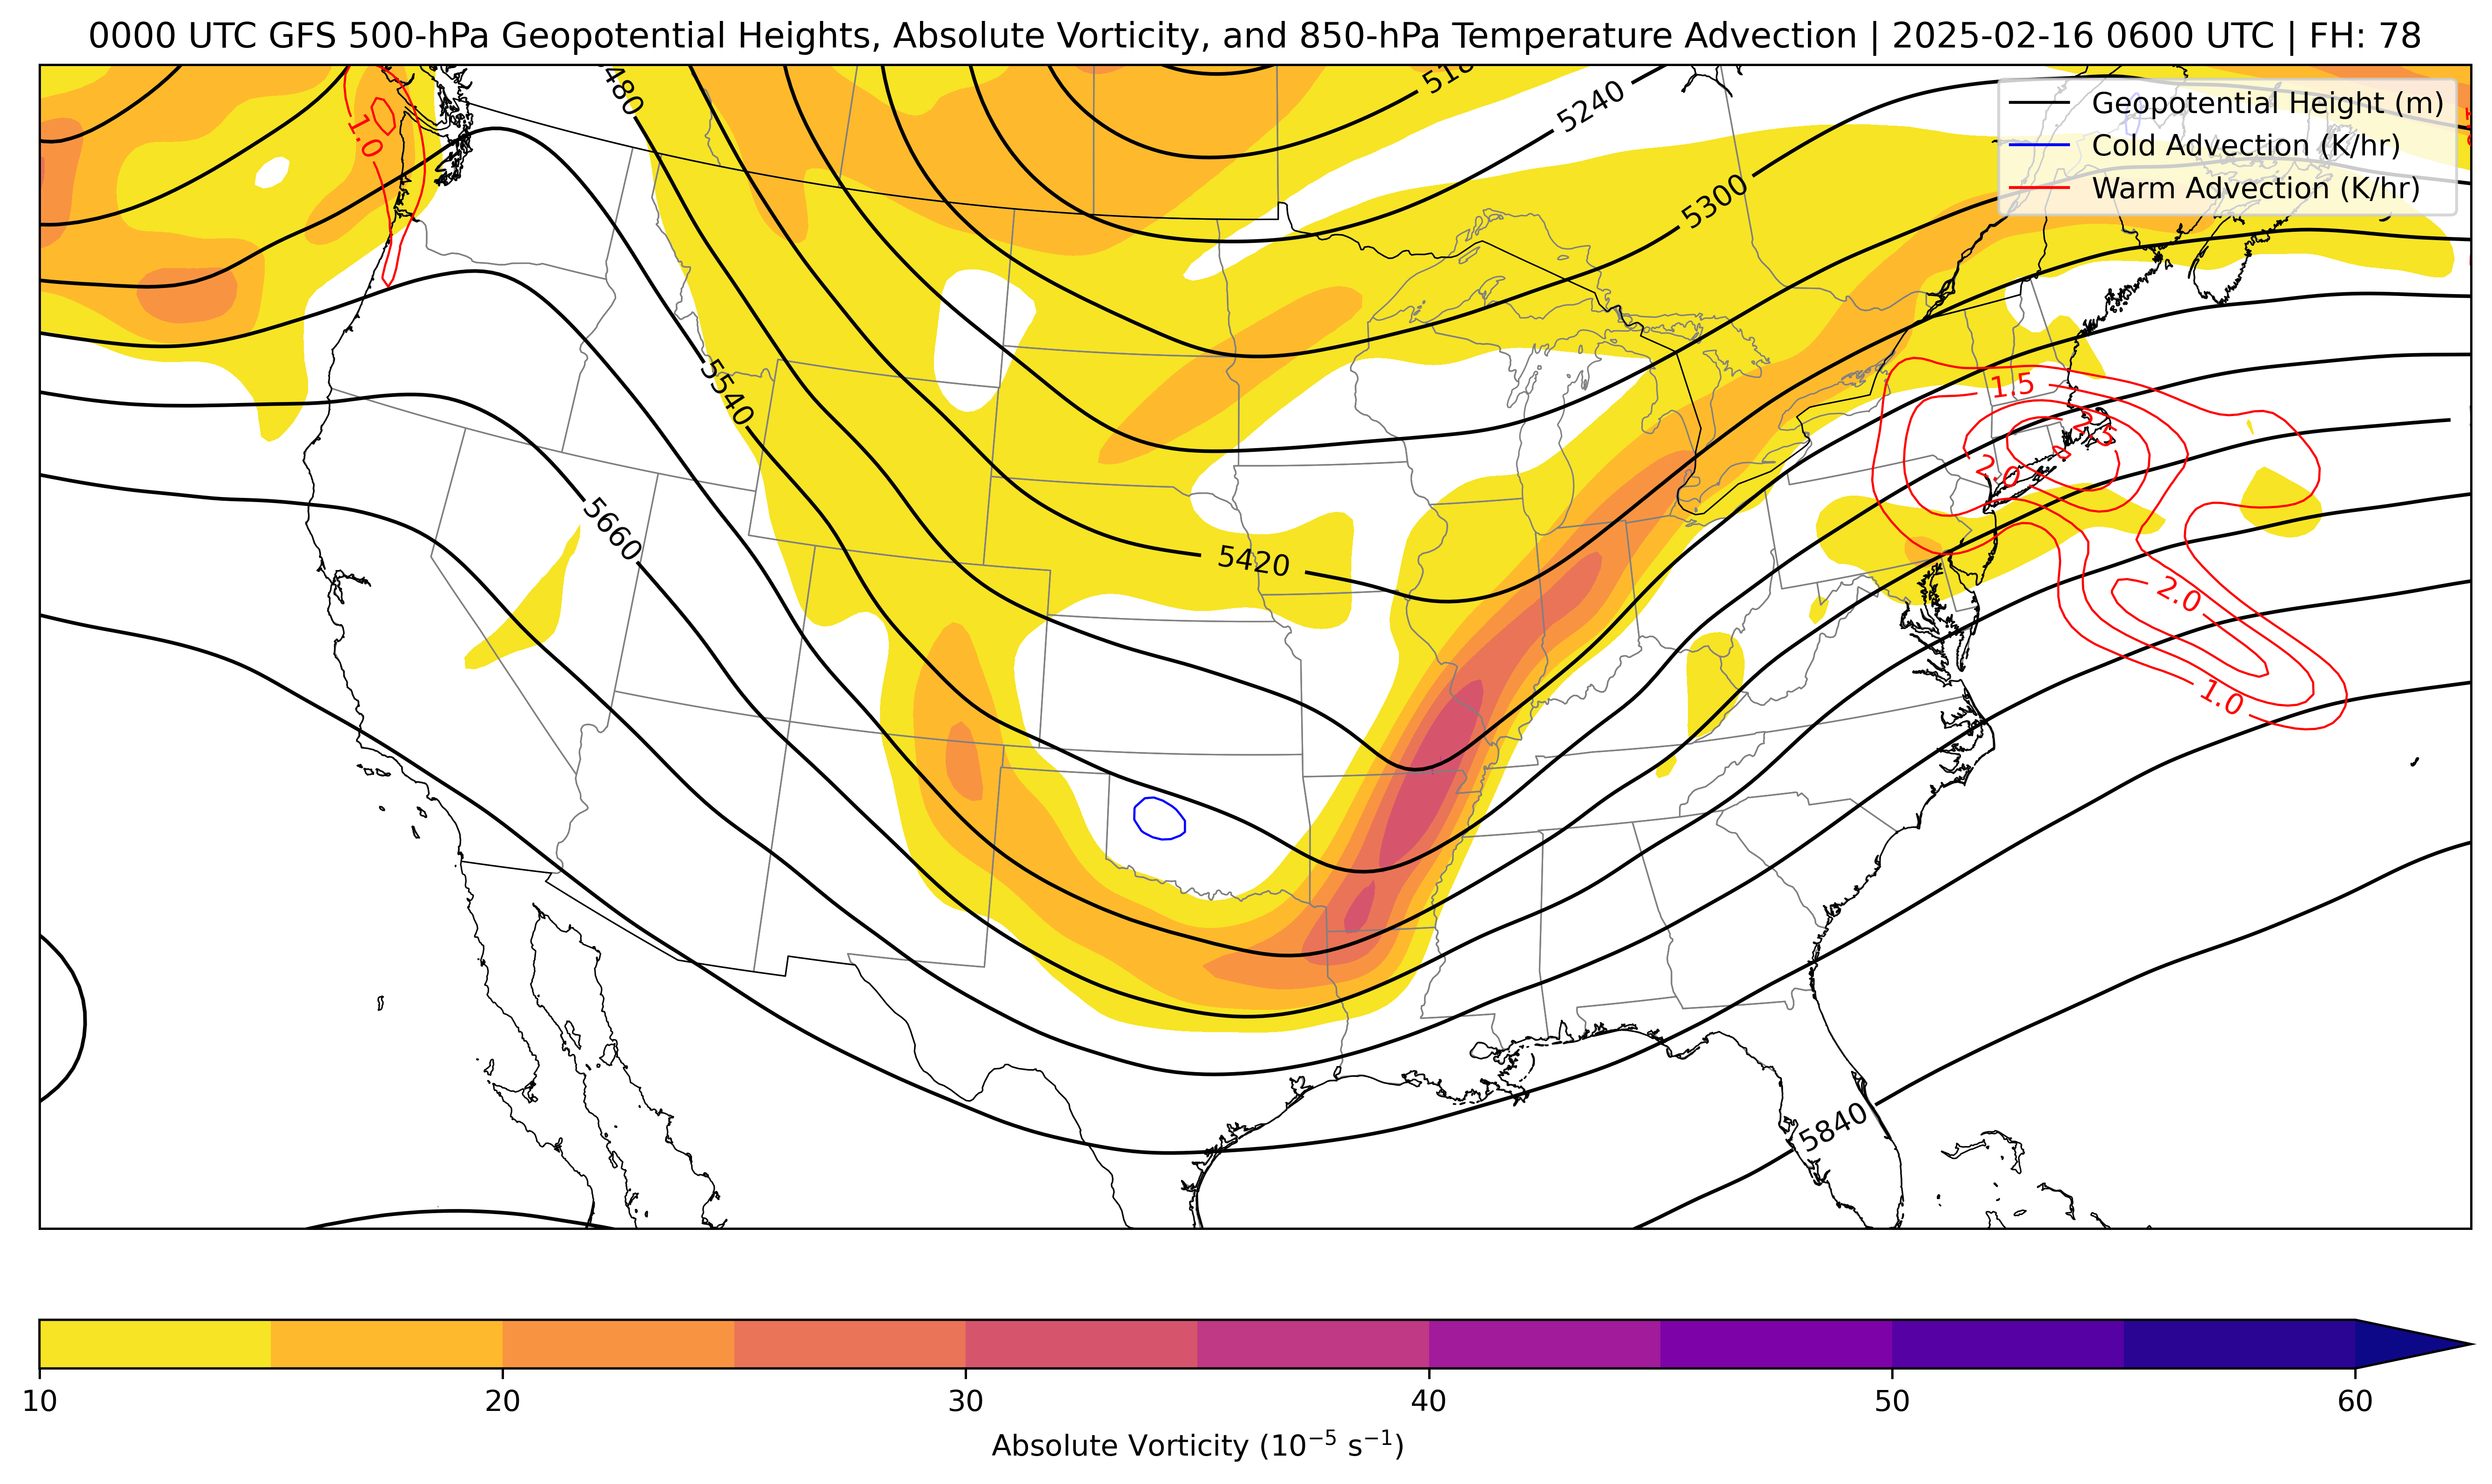 0000 UTC GFS 500-hPa Geopotential Heights, Absolute Vorticity, and 850-hPa Temperature Advection | 2025-02-16 0600 UTC | FH: 78
Geopotential Height (m)
Cold Advection (K/hr)
Warm Advection (K/hr)
5240
5300
1.0
5540
1.5
2.5
2.0
5660
5420
2.0
1.0
5840
10 20 30 40 50 60
Absolute Vorticity (10⁻⁵ s⁻¹)